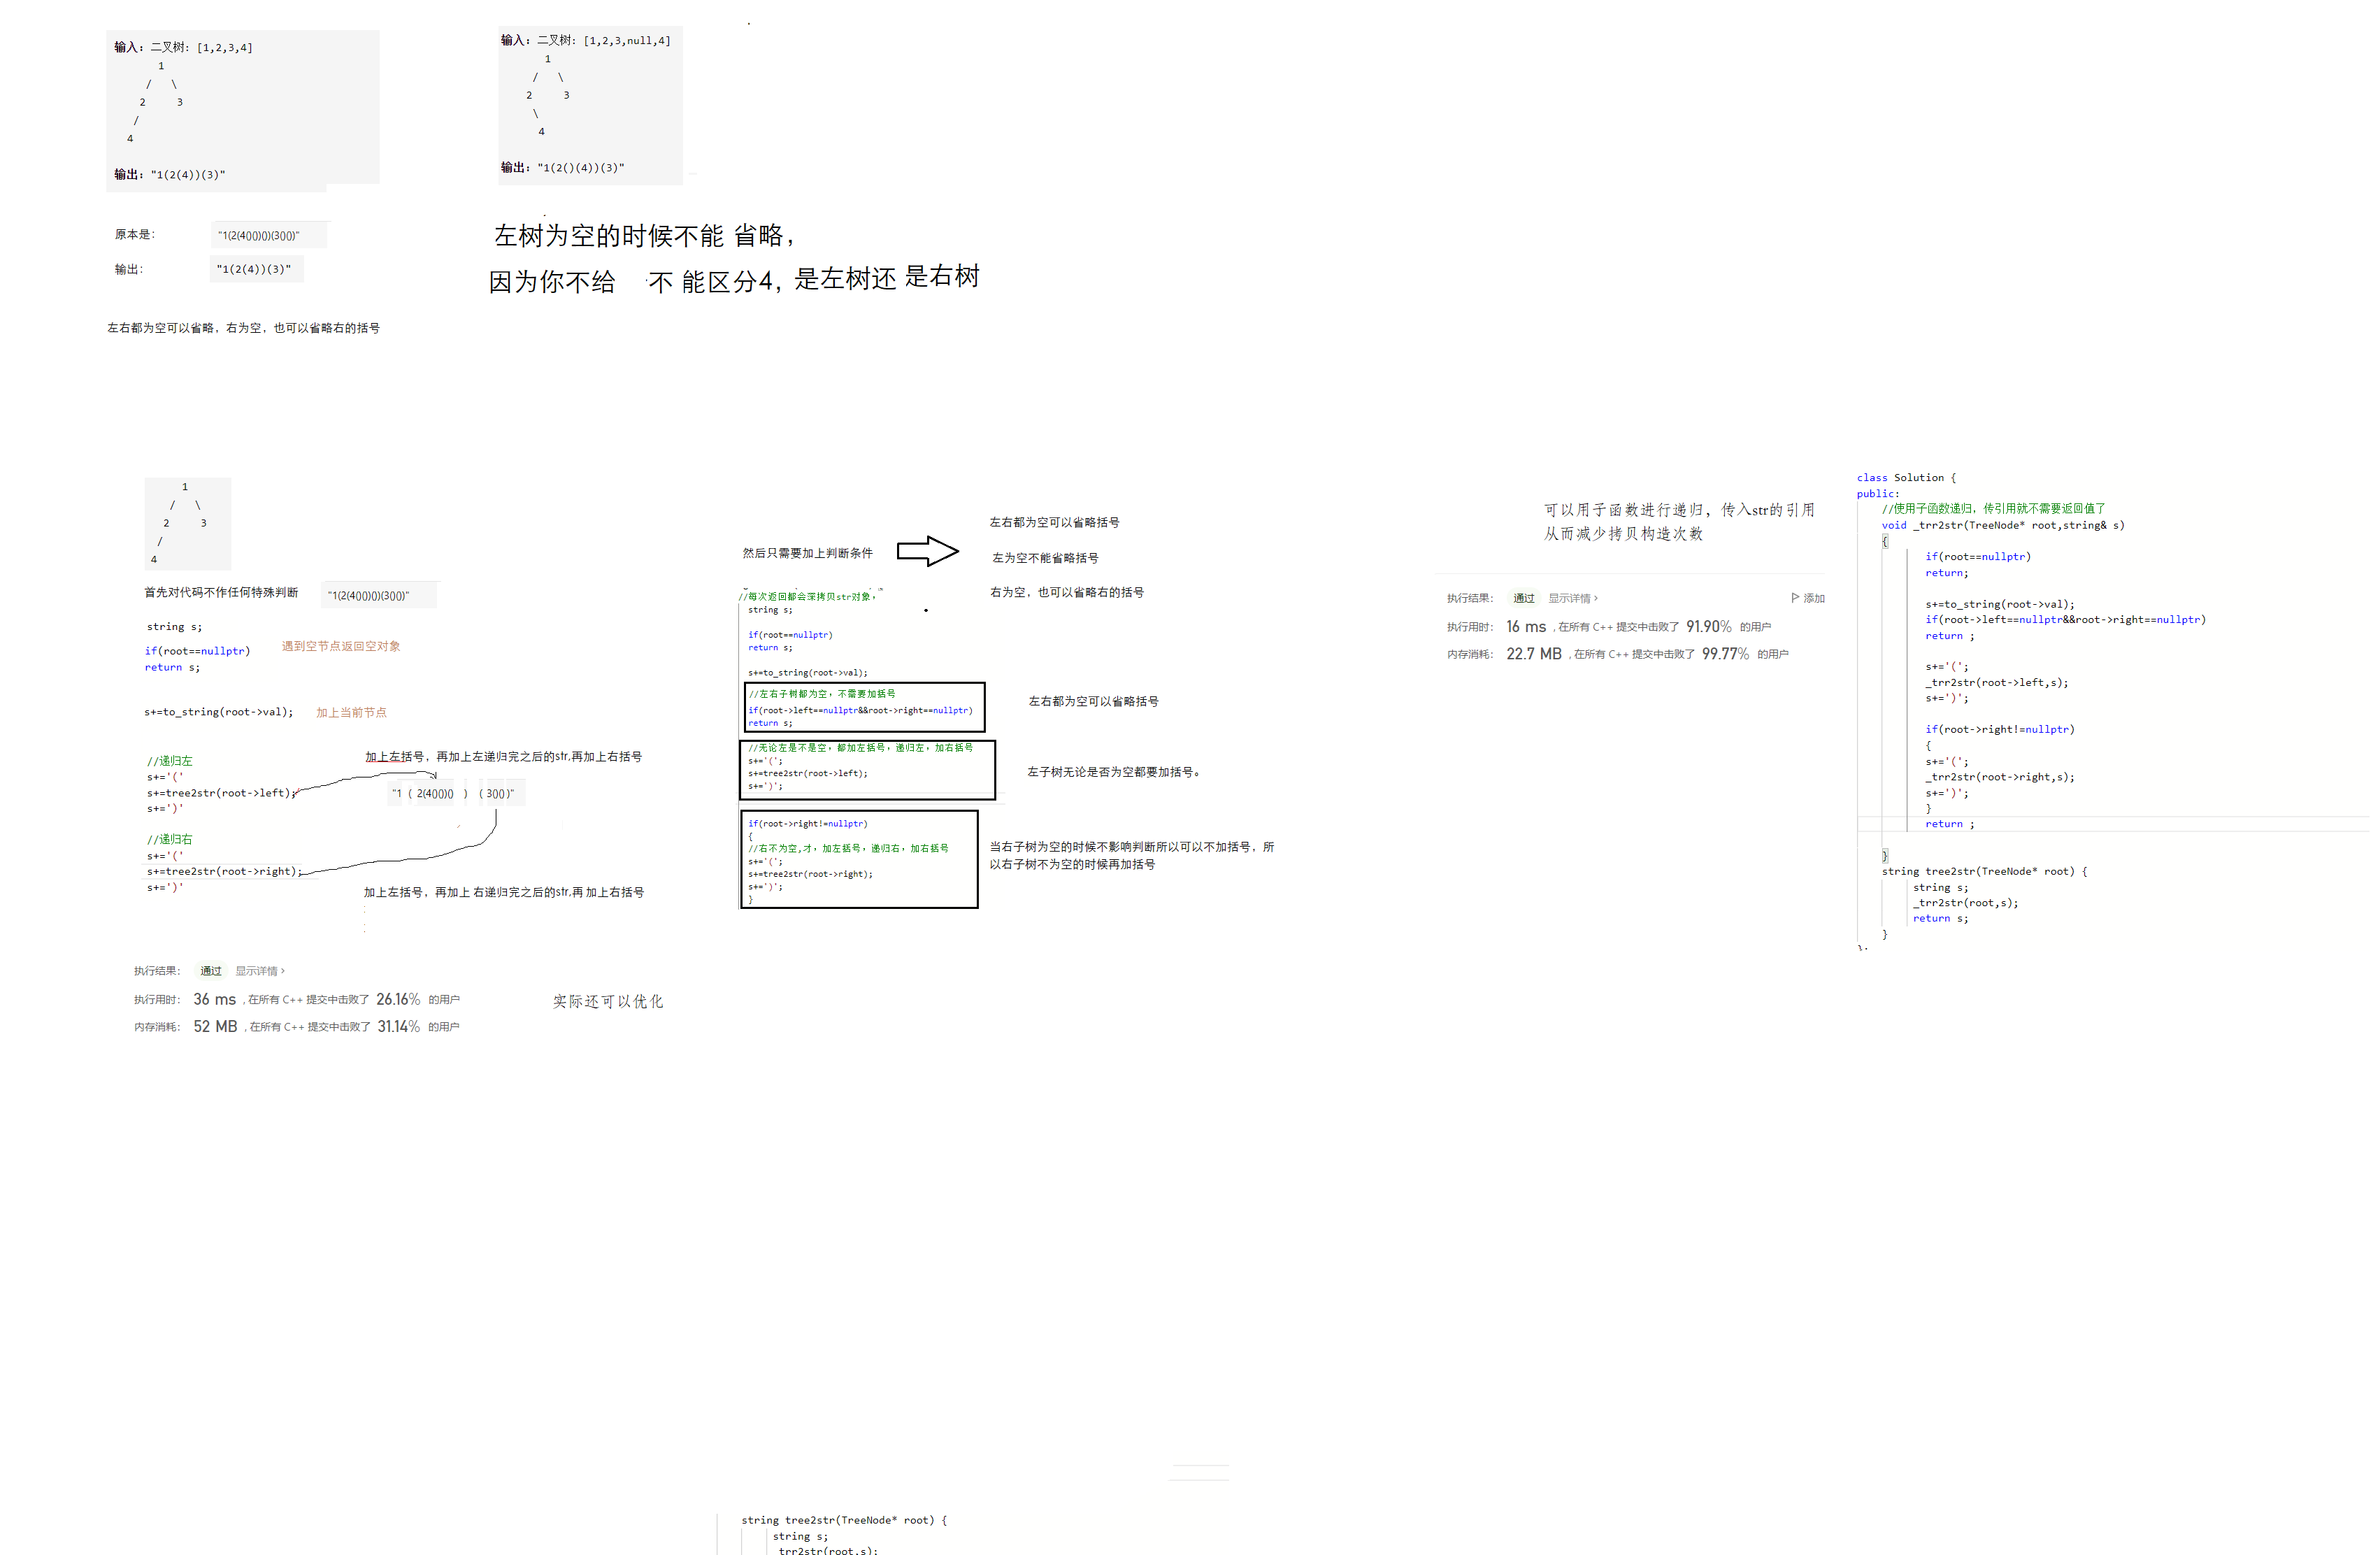 输入：二叉树：[1,2,3,4]
1
/ \
2 3
/
4
输出："1(2(4))(3)"
输入：二叉树：[1,2,3,null,4]
1
/ \
2 3
\
4
输出："1(2()(4))(3)"
原本是：
"1(2(4()())())(3()())"
输出：
"1(2(4))(3)"
左右都为空可以省略，右为空，也可以省略右的括号
左树为空的时候不能 省略，
因为你不给 不 能区分4，是左树还 是右树
1
/ \
2 3
/
4
首先对代码不作任何特殊判断
"1(2(4()())())(3()())"
string s;
if(root==nullptr)
return s;
遇到空节点返回空对象
s+=to_string(root->val);
加上当前节点
//递归左
s+='('
s+=tree2str(root->left);
s+=')'
//递归右
s+='('
s+=tree2str(root->right);
s+=')'
加上左括号，再加上左递归完之后的str,再加上右括号
"1 ( 2(4()())() ) ( 3()() )"
加上左括号，再加上 右递归完之后的str,再 加上右括号
执行结果： 通过 显示详情 >
执行用时： 36 ms ，在所有 C++ 提交中击败了 26.16% 的用户
内存消耗： 52 MB ，在所有 C++ 提交中击败了 31.14% 的用户
实际还可以优化
然后只需要加上判断条件
左右都为空可以省略括号
左为空不能省略括号
右为空，也可以省略右的括号
//每次返回都会深拷贝str对象，
string s;
if(root==nullptr)
return s;
s+=to_string(root->val);
//左右子树都为空，不需要加括号
if(root->left==nullptr&&root->right==nullptr)
return s;
//无论左是不是空，都加左括号，递归左，加右括号
s+='(';
s+=tree2str(root->left);
s+=')';
if(root->right!=nullptr)
{
//右不为空,才，加左括号，递归右，加右括号
s+='(';
s+=tree2str(root->right);
s+=')';
}
左右都为空可以省略括号
左子树无论是否为空都要加括号。
当右子树为空的时候不影响判断所以可以不加括号，所
以右子树不为空的时候再加括号
可以用子函数进行递归，传入str的引用
从而减少拷贝构造次数
执行结果： 通过 显示详情 > 添加
执行用时： 16 ms ，在所有 C++ 提交中击败了 91.90% 的用户
内存消耗： 22.7 MB ，在所有 C++ 提交中击败了 99.77% 的用户
class Solution {
public:
//使用子函数递归，传引用就不需要返回值了
void _trr2str(TreeNode* root,string& s)
{
if(root==nullptr)
return;
s+=to_string(root->val);
if(root->left==nullptr&&root->right==nullptr)
return ;
s+='(';
_trr2str(root->left,s);
s+=')';
if(root->right!=nullptr)
{
s+='(';
_trr2str(root->right,s);
s+=')';
}
return ;
}
string tree2str(TreeNode* root) {
string s;
_trr2str(root,s);
return s;
}
};
string tree2str(TreeNode* root) {
string s;
_trr2str(root,s);